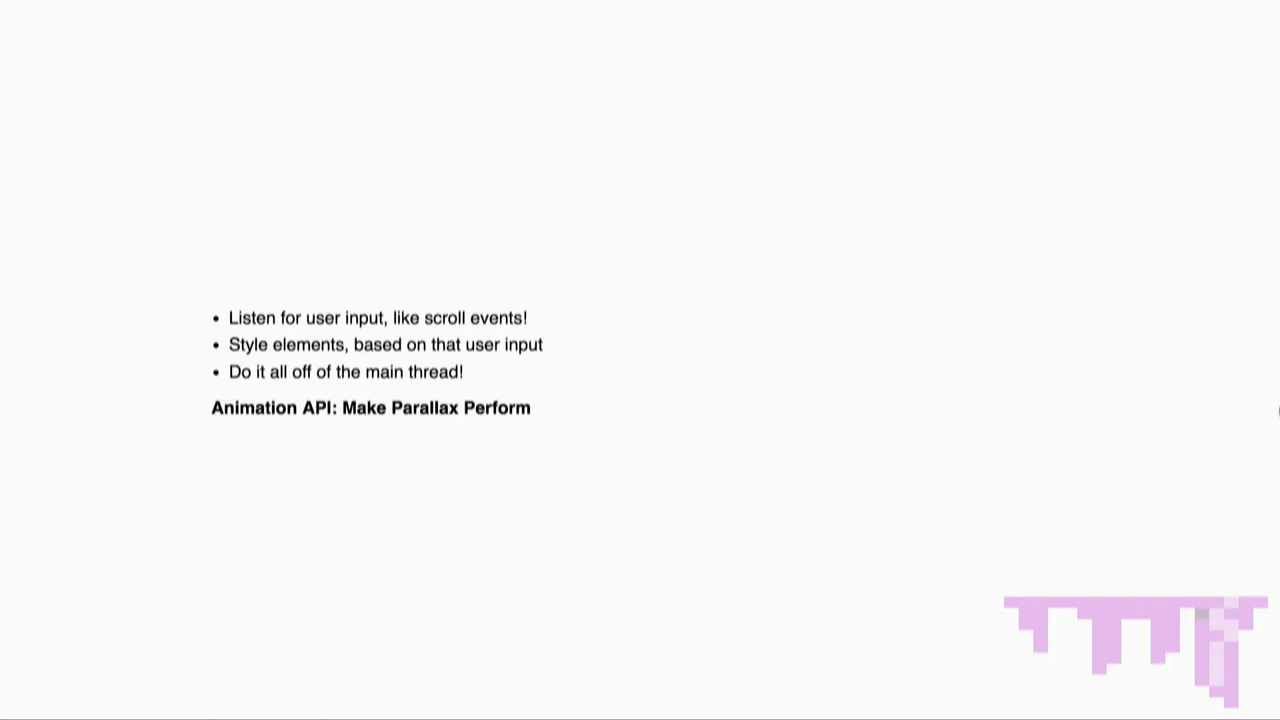 • Listen for user input, like scroll events!
• Style elements, based on that user input
• Do it all off of the main thread!
Animation API: Make Parallax Perform